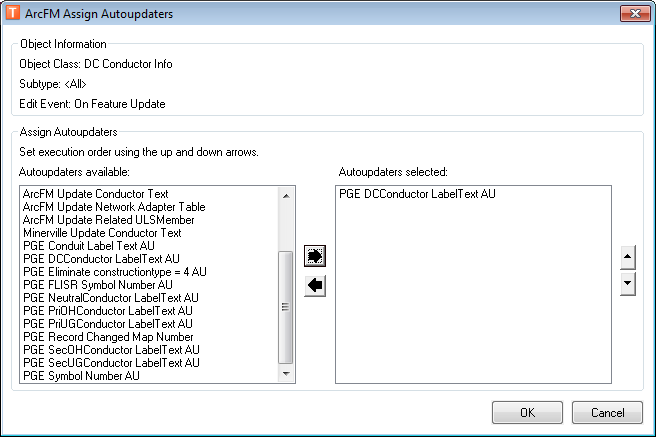 ArcFM Assign Autoupdaters
Object Information
Object Class: DC Conductor Info
Subtype: <All>
Edit Event: On Feature Update
Assign Autoupdaters
Set execution order using the up and down arrows.
Autoupdaters available:
ArcFM Update Conductor Text
ArcFM Update Network Adapter Table
ArcFM Update Related ULSMember
Minerville Update Conductor Text
PGE Conduit Label Text AU
PGE DCConductor LabelText AU
PGE Eliminate constructiontype = 4 AU
PGE FLISR Symbol Number AU
PGE NeutralConductor LabelText AU
PGE PriOHConductor LabelText AU
PGE PriUGConductor LabelText AU
PGE Record Changed Map Number
PGE SecOHConductor LabelText AU
PGE SecUGConductor LabelText AU
PGE Symbol Number AU
Autoupdaters selected:
PGE DCConductor LabelText AU
OK
Cancel